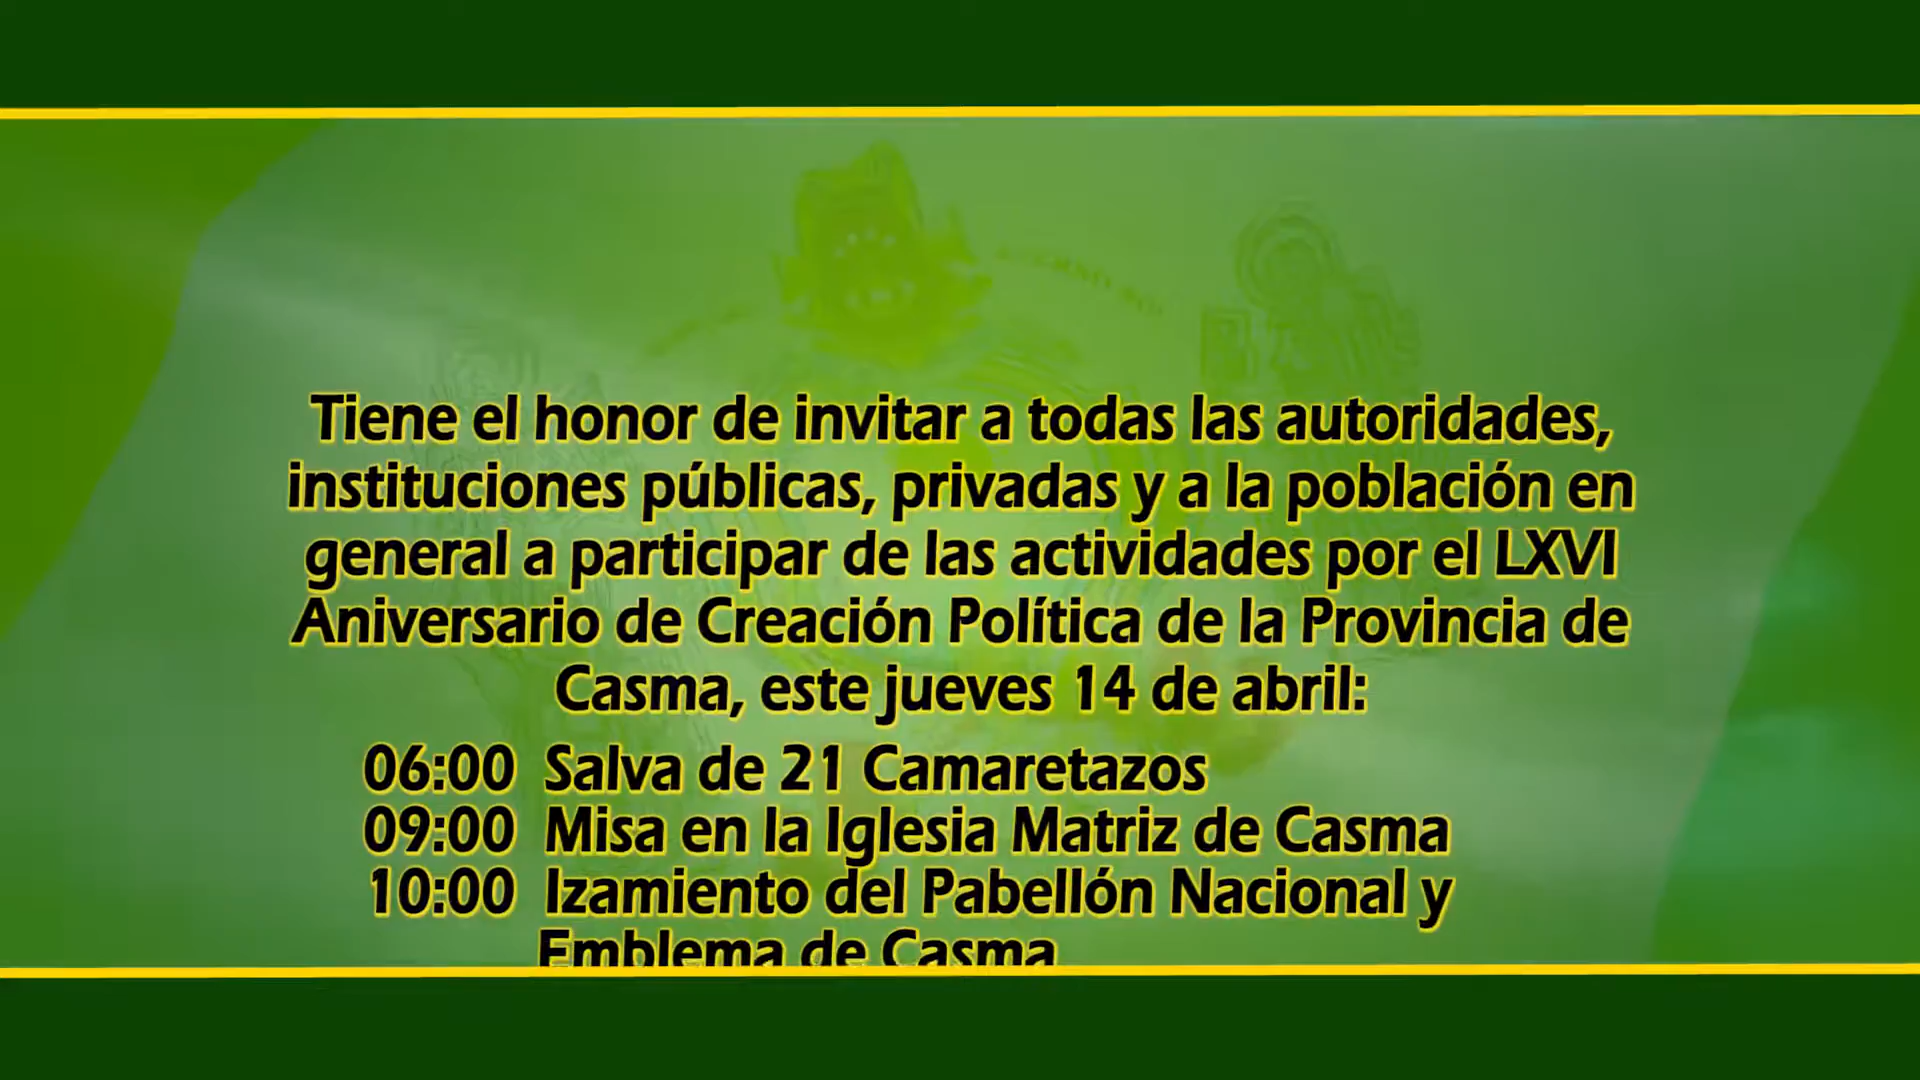 Tiene el honor de invitar a todas las autoridades,
instituciones públicas, privadas y a la población en
general a participar de las actividades por el LXVI
Aniversario de Creación Política de la Provincia de
Casma, este jueves 14 de abril:
06:00 Salva de 21 Camaretazos
09:00 Misa en la Iglesia Matriz de Casma
10:00 Izamiento del Pabellón Nacional y
Emblema de Casma